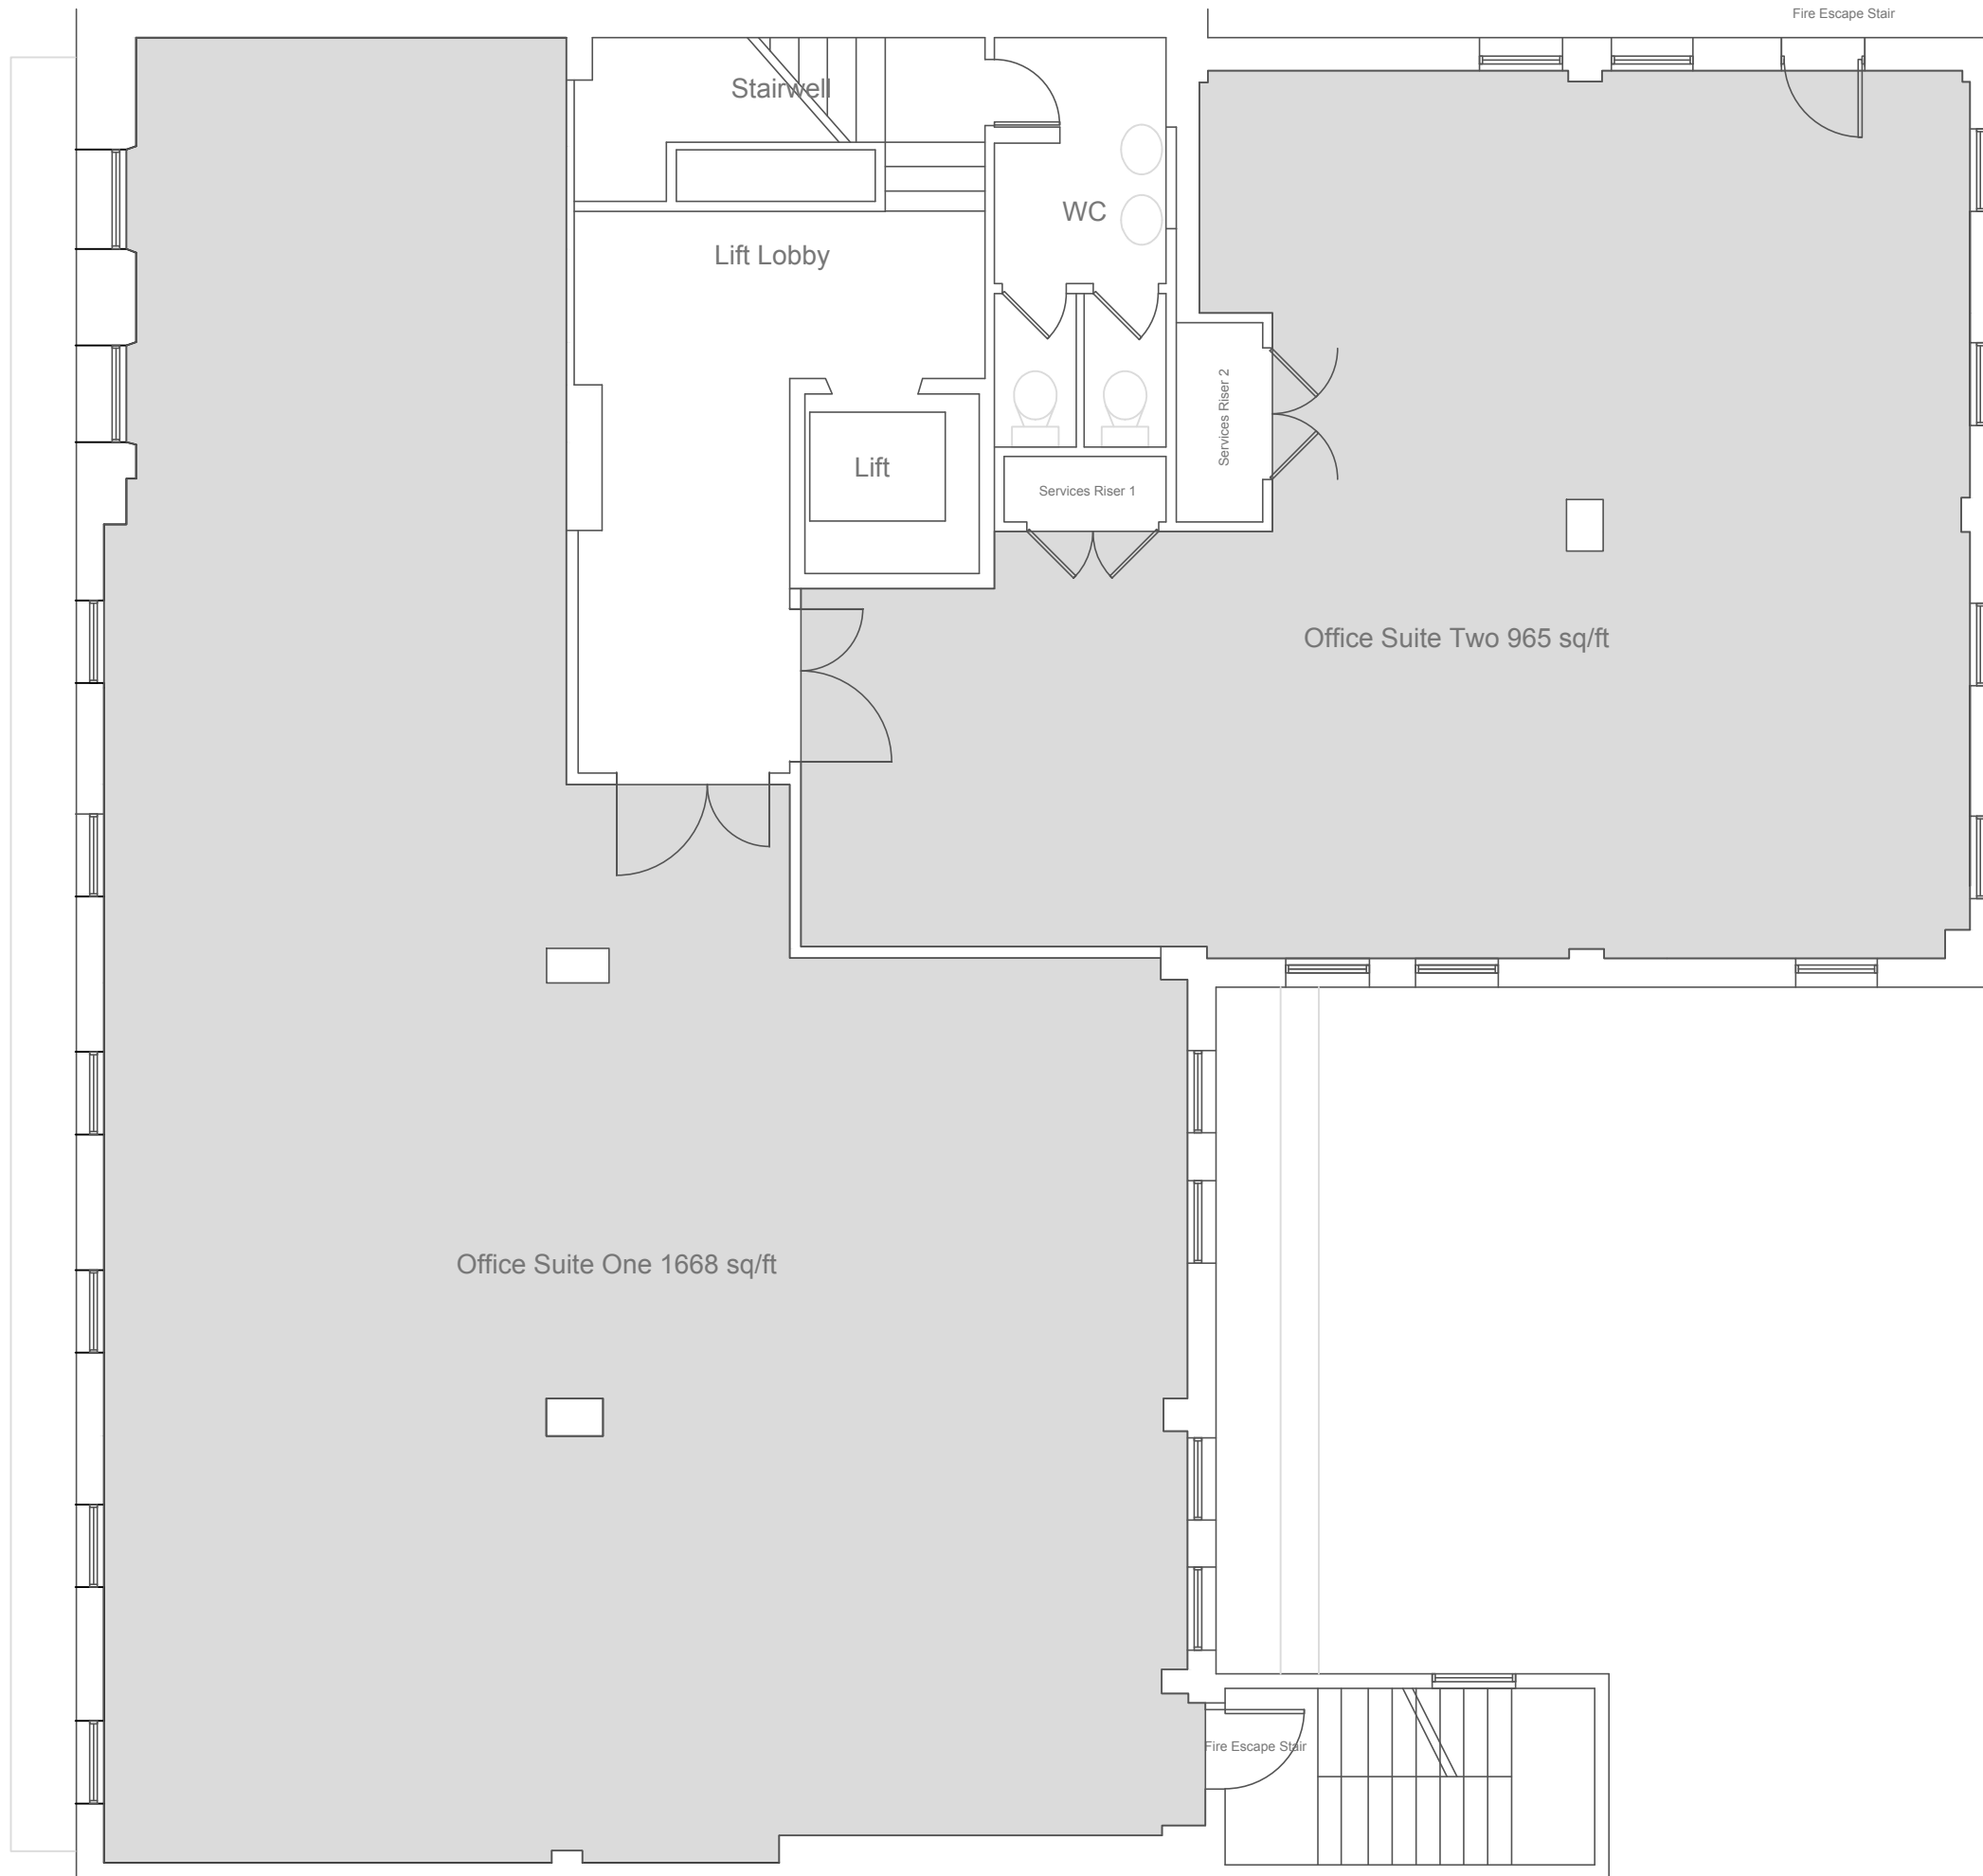 Fire Escape Stair
Stairwell
WC
Lift Lobby
Services Riser 2
Lift
Services Riser 1
Office Suite Two 965 sq/ft
Office Suite One 1668 sq/ft
Fire Escape Stair